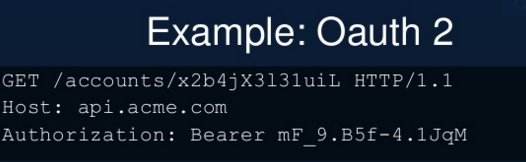 Example: Oauth 2
GET /accounts/x2b4jX3l31uiL HTTP/1.1
Host: api.acme.com
Authorization: Bearer mF_9.B5f-4.1JqM